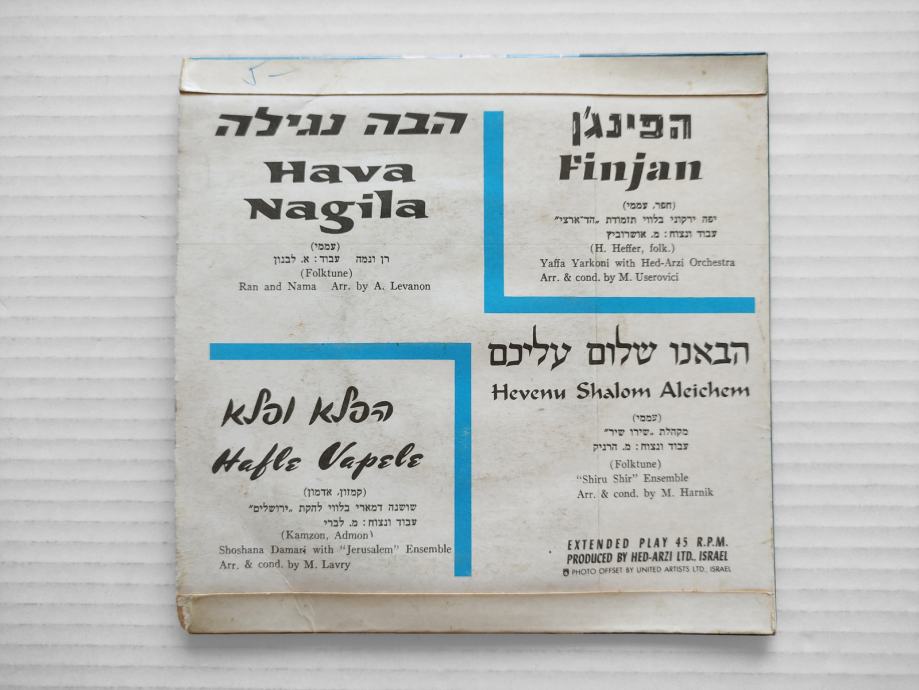 5-
הבה נגילה
Hava
Nagila
(עממי)
רן ונמה עבוד: א. לבנון
(Folktune)
Ran and Nama Arr. by A. Levanon
הפינג'ן
Finjan
(חפר, עממי)
יפה ירקוני בלווי תזמורת „הד־ארצי"
עבוד ונצוח: מ. אושרוביץ
(H. Heffer, folk.)
Yaffa Yarkoni with Hed-Arzi Orchestra
Arr. & cond. by M. Userovici
הפלא ופלא
Hafle Vapele
(קמזון, אדמון)
שושנה דמארי בלווי להקת „ירושלים"
עבוד ונצוח: מ. לברי
(Kamzon, Admon)
Shoshana Damari with "Jerusalem" Ensemble
Arr. & cond. by M. Lavry
הבאנו שלום עליכם
Hevenu Shalom Aleichem
(עממי)
מקהלת „שירו שיר"
עבוד ונצוח: מ. הרניק
(Folktune)
"Shiru Shir" Ensemble
Arr. & cond. by M. Harnik
EXTENDED PLAY 45 R.P.M.
PRODUCED BY HED-ARZI LTD., ISRAEL
PHOTO OFFSET BY UNITED ARTISTS LTD., ISRAEL